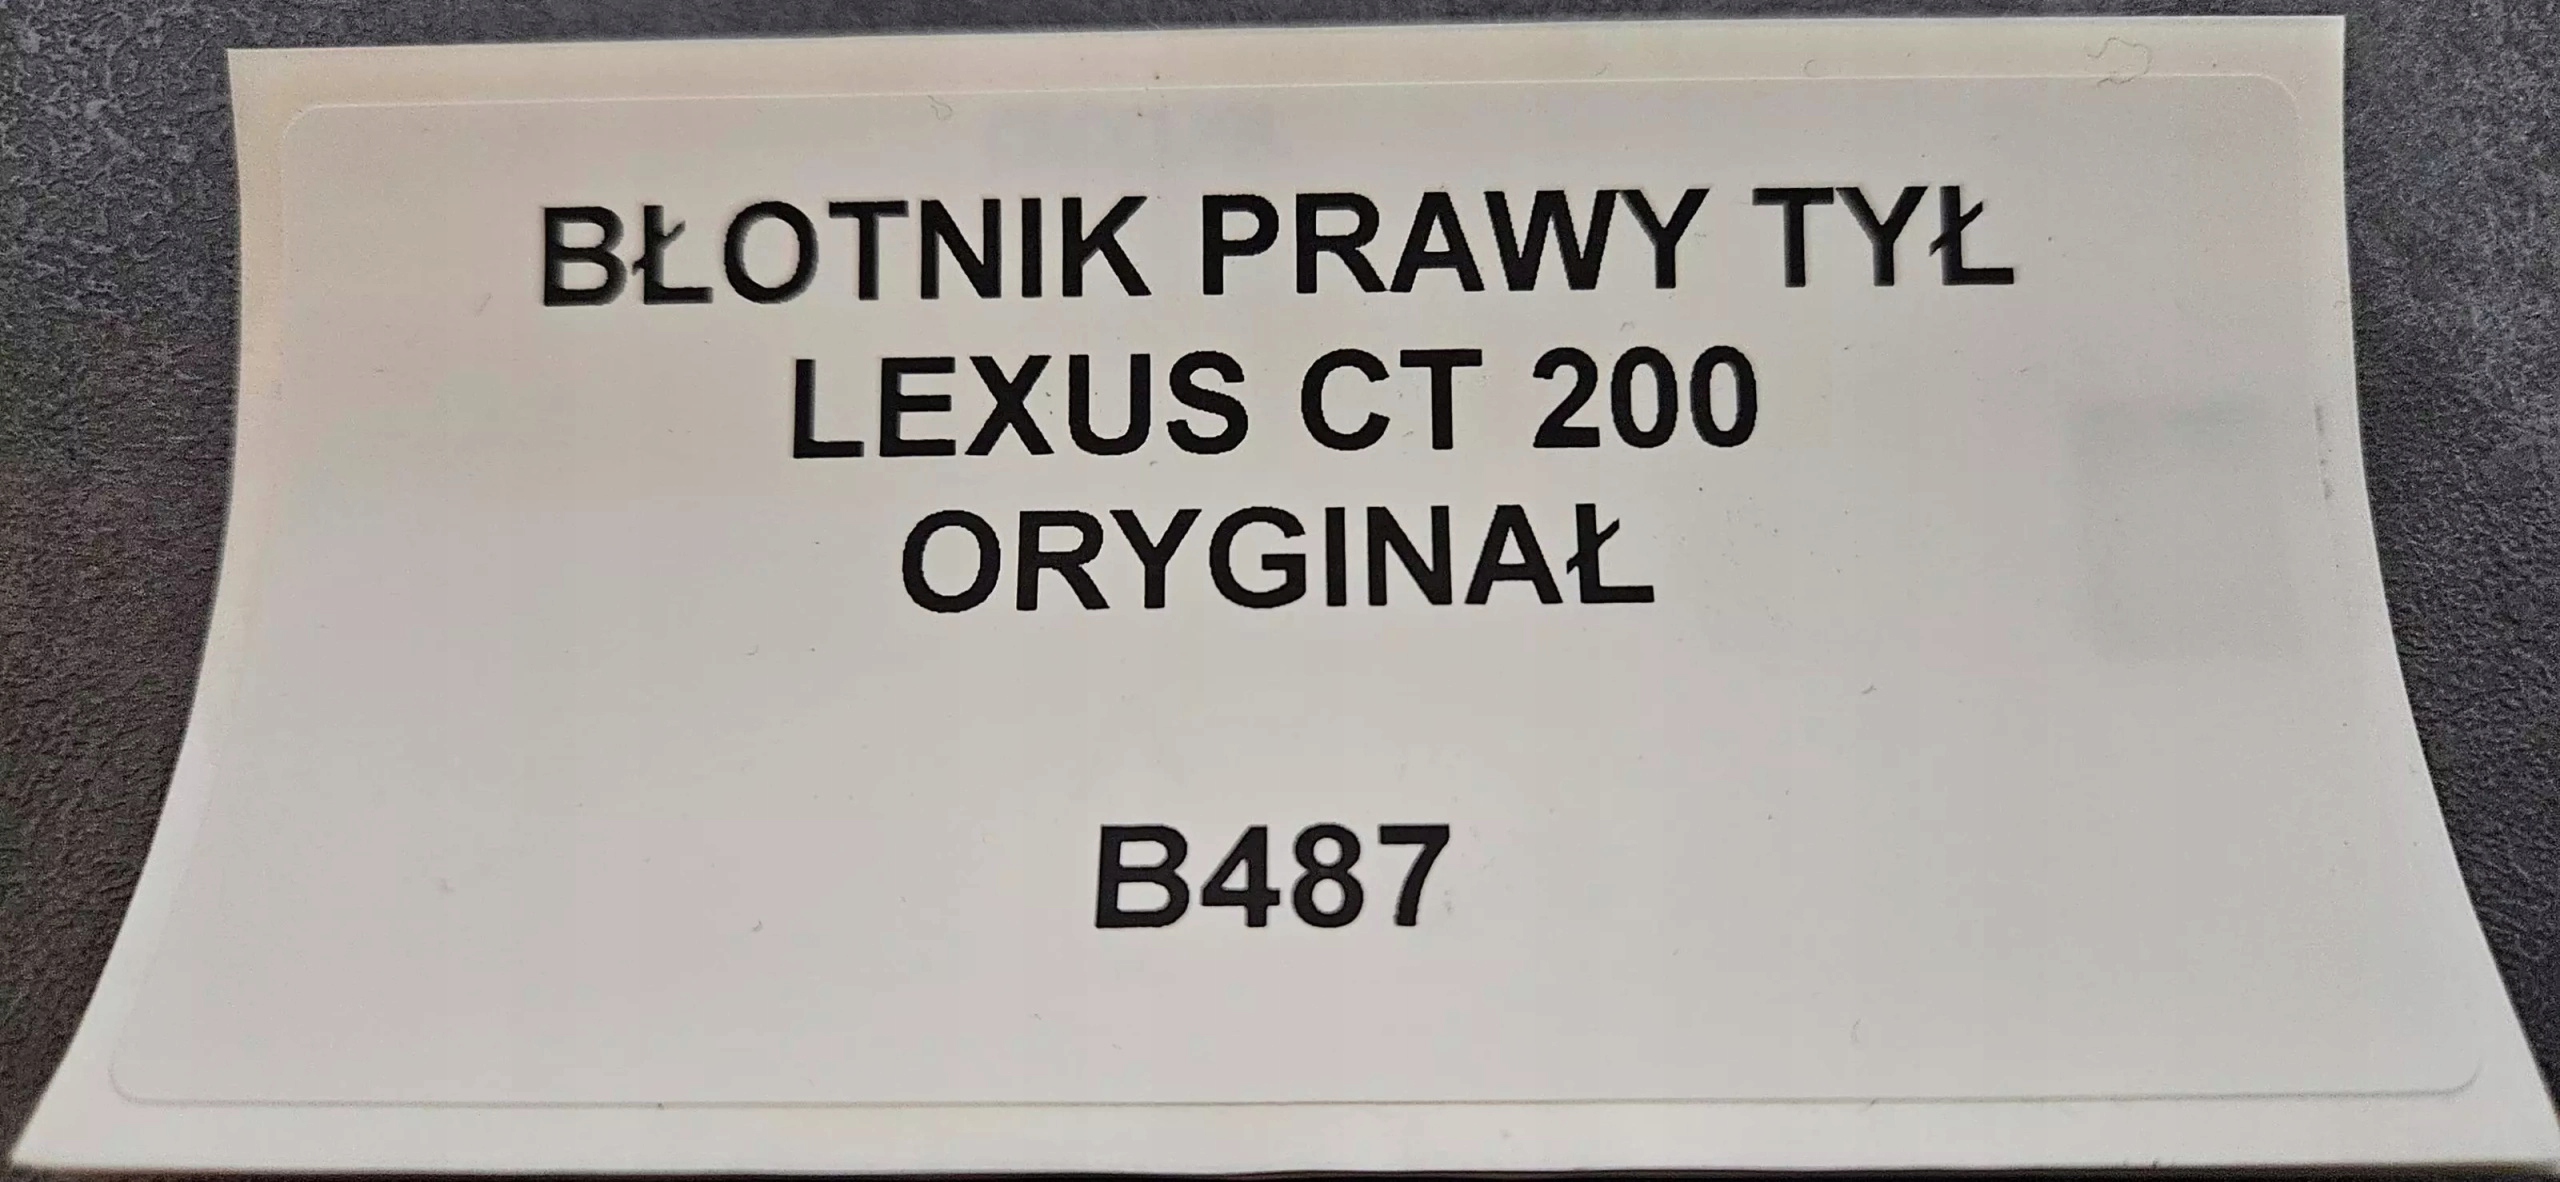 BŁOTNIK PRAWY TYŁ
LEXUS CT 200
ORYGINAŁ
B487